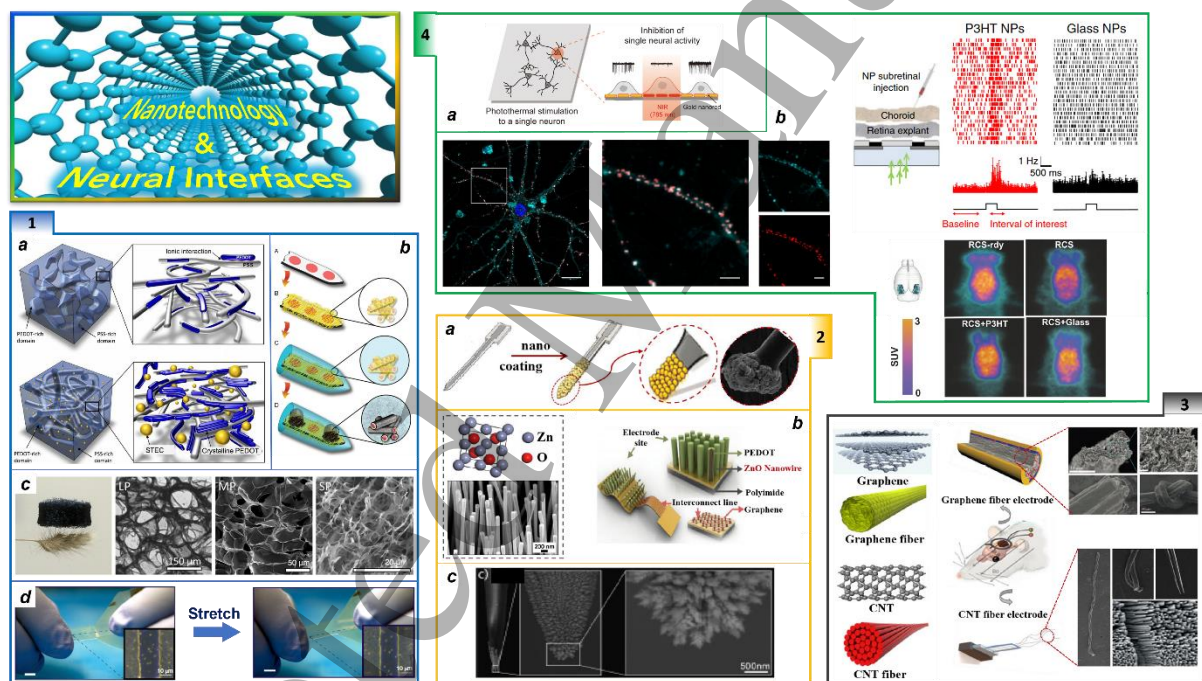 Nanotechnology
&
Neural Interfaces
4
Inhibition of
single neural activity
Photothermal stimulation
to a single neuron
NIR
(785 nm)
Gold nanorod
a
b
NP subretinal
injection
Choroid
Retina explant
P3HT NPs
Glass NPs
1 Hz
500 ms
Baseline
Interval of interest
RCS-rdy
RCS
RCS+P3HT
RCS+Glass
3
SUV
0
1
a
Ionic interaction
PEDOT
PSS
PEDOT-rich
domain
PSS-rich
domain
PEDOT-rich
domain
PSS-rich
domain
STEC
Crystalline PEDOT
b
A
B
C
D
c
LP
MP
SP
150 µm
50 µm
20 µm
d
Stretch
10 µm
10 µm
2
a
nano
coating
b
Zn
O
200 nm
Electrode
site
PEDOT
ZnO Nanowire
Polyimide
Interconnect line
Graphene
c
c)
500nm
3
Graphene
Graphene fiber
CNT
CNT fiber
Graphene fiber electrode
CNT fiber electrode